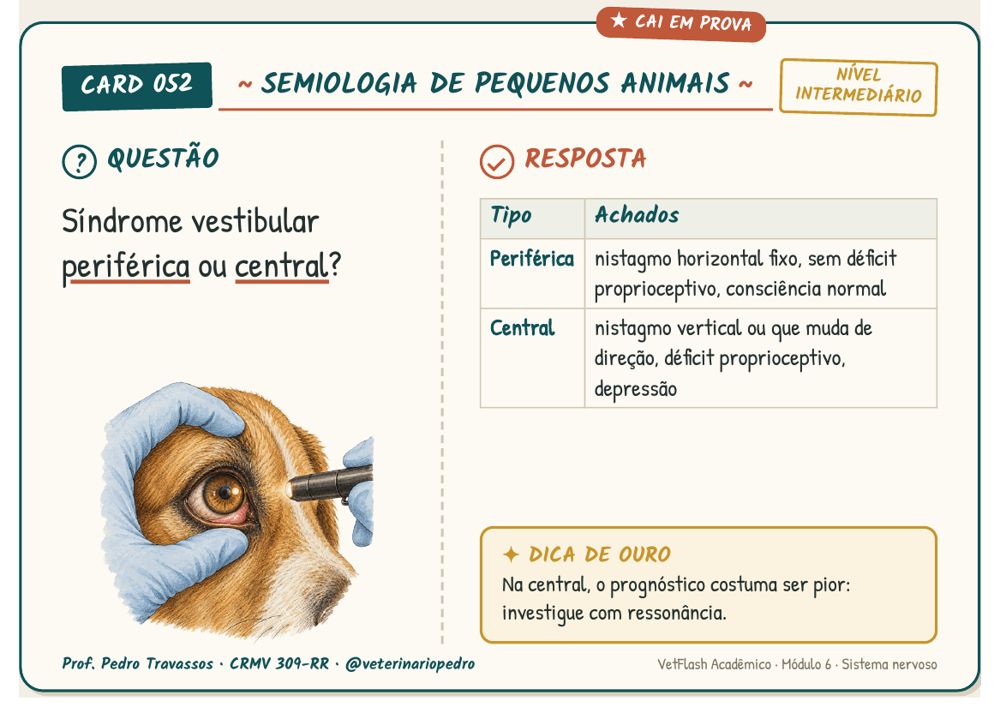 ★ CAI EM PROVA
CARD 052
~ SEMIOLOGIA DE PEQUENOS ANIMAIS ~
NÍVEL
INTERMEDIÁRIO
? QUESTÃO
Síndrome vestibular
periférica ou central?
✓ RESPOSTA
Tipo Achados
Periférica nistagmo horizontal fixo, sem déficit
proprioceptivo, consciência normal
Central nistagmo vertical ou que muda de
direção, déficit proprioceptivo,
depressão
✦ DICA DE OURO
Na central, o prognóstico costuma ser pior:
investigue com ressonância.
Prof. Pedro Travassos · CRMV 309-RR · @veterinariopedro
VetFlash Acadêmico · Módulo 6 · Sistema nervoso